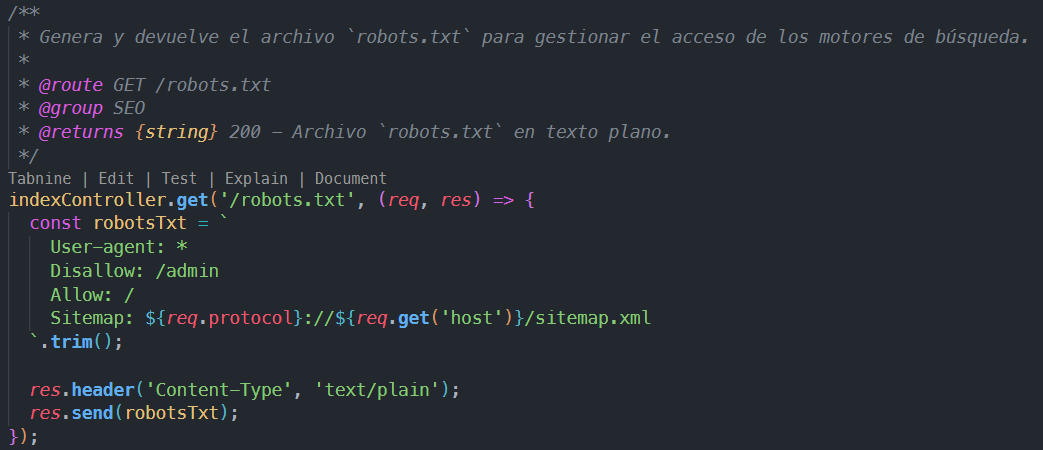 /**
 * Genera y devuelve el archivo `robots.txt` para gestionar el acceso de los motores de búsqueda.
 *
 * @route GET /robots.txt
 * @group SEO
 * @returns {string} 200 - Archivo `robots.txt` en texto plano.
 */
Tabnine | Edit | Test | Explain | Document
indexController.get('/robots.txt', (req, res) => {
  const robotsTxt = `
    User-agent: *
    Disallow: /admin
    Allow: /
    Sitemap: ${req.protocol}://${req.get('host')}/sitemap.xml
  `.trim();

  res.header('Content-Type', 'text/plain');
  res.send(robotsTxt);
});